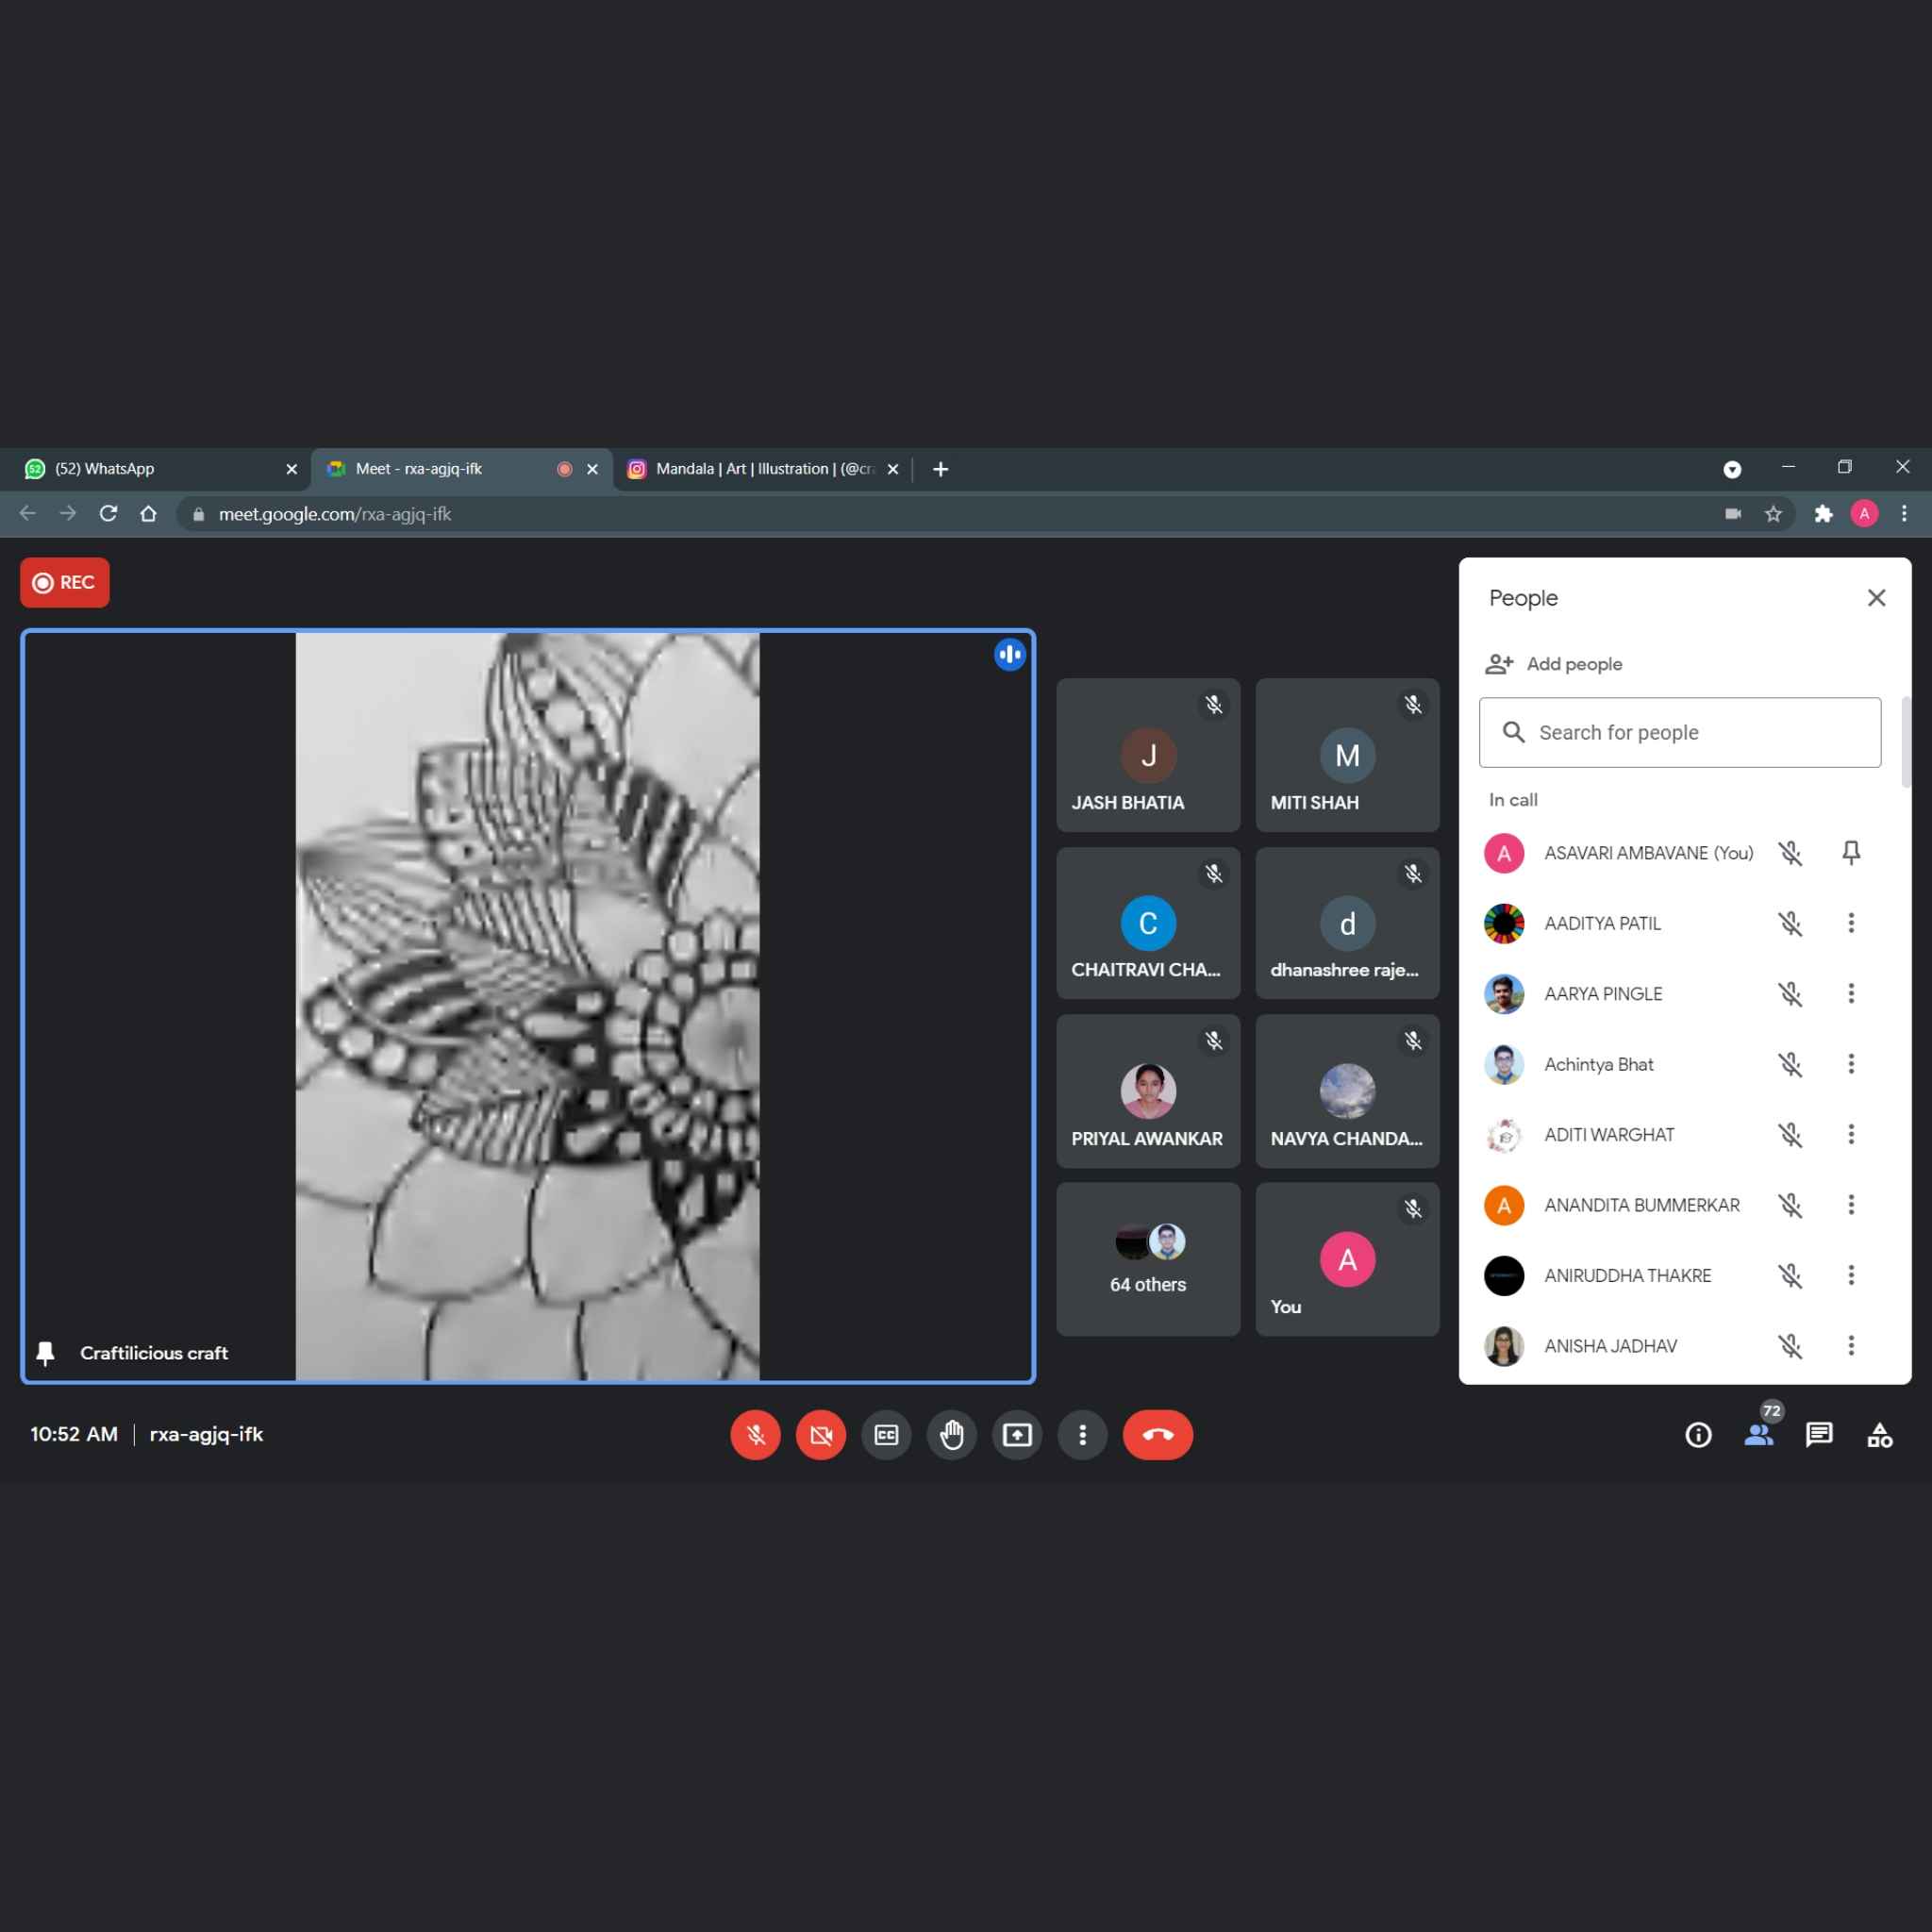 52
(52) WhatsApp
Meet - rxa-agjq-ifk
Mandala | Art | Illustration | (@cr
meet.google.com/rxa-agjq-ifk
A
REC
Craftilicious craft
J
JASH BHATIA
M
MITI SHAH
C
CHAITRAVI CHA...
d
dhanashree raje...
PRIYAL AWANKAR
NAVYA CHANDA...
64 others
A
You
People
Add people
Search for people
In call
A
ASAVARI AMBAVANE (You)
AADITYA PATIL
AARYA PINGLE
Achintya Bhat
ADITI WARGHAT
A
ANANDITA BUMMERKAR
ANIRUDDHA THAKRE
ANISHA JADHAV
10:52 AM | rxa-agjq-ifk
CC
72